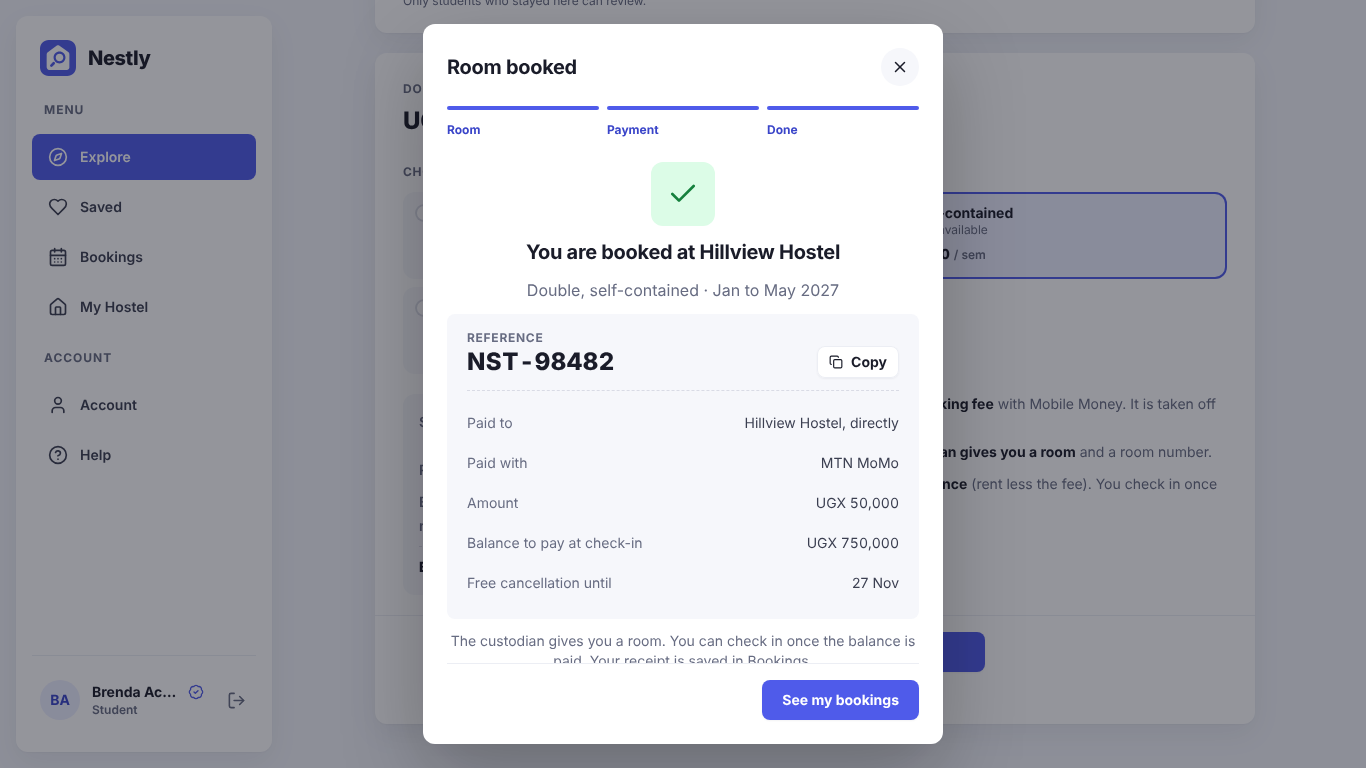 Only students who stayed here can review.
Nestly
MENU
Explore
Saved
Bookings
My Hostel
ACCOUNT
Account
Help
BA
Brenda Ac...
Student
Room booked
Room
Payment
Done
You are booked at Hillview Hostel
Double, self-contained · Jan to May 2027
REFERENCE
NST-98482
Copy
Paid to
Hillview Hostel, directly
Paid with
MTN MoMo
Amount
UGX 50,000
Balance to pay at check-in
UGX 750,000
Free cancellation until
27 Nov
The custodian gives you a room. You can check in once the balance is
paid. Your receipt is saved in Bookings.
See my bookings
-contained
/ sem
fee with Mobile Money. It is taken off
gives you a room and a room number.
(rent less the fee). You check in once